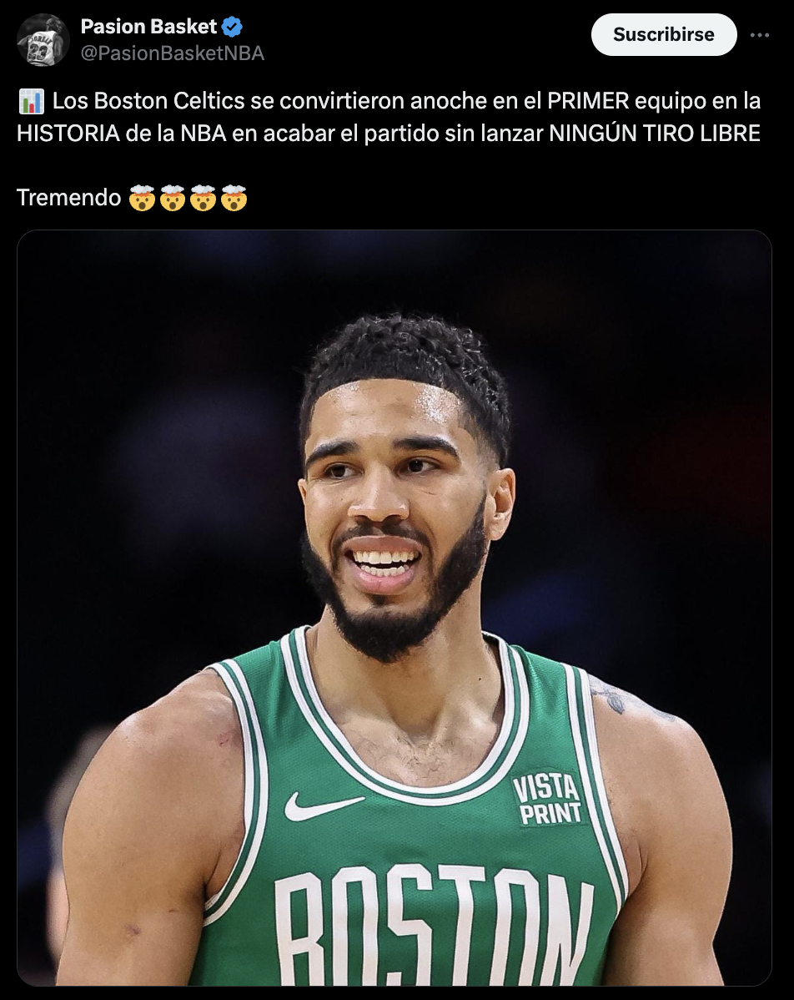 Pasion Basket
@PasionBasketNBA
Suscribirse
Los Boston Celtics se convirtieron anoche en el PRIMER equipo en la
HISTORIA de la NBA en acabar el partido sin lanzar NINGÚN TIRO LIBRE
Tremendo 🤯🤯🤯🤯
VISTA
PRINT
BOSTON